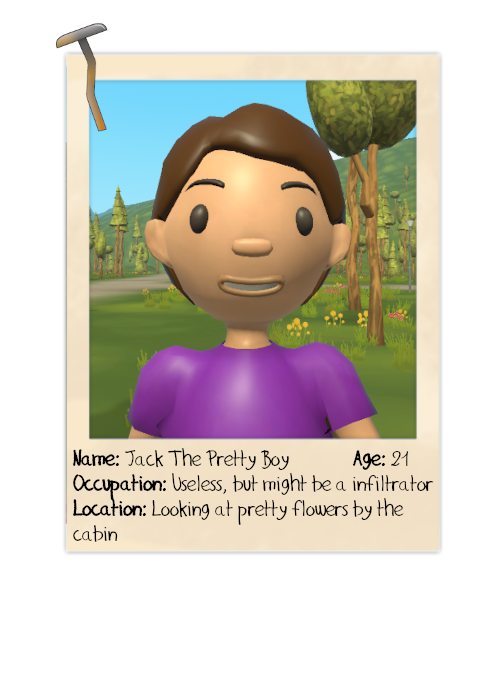 Name: Jack The Pretty Boy Age: 21
Occupation: Useless, but might be a infiltrator
Location: Looking at pretty flowers by the
cabin